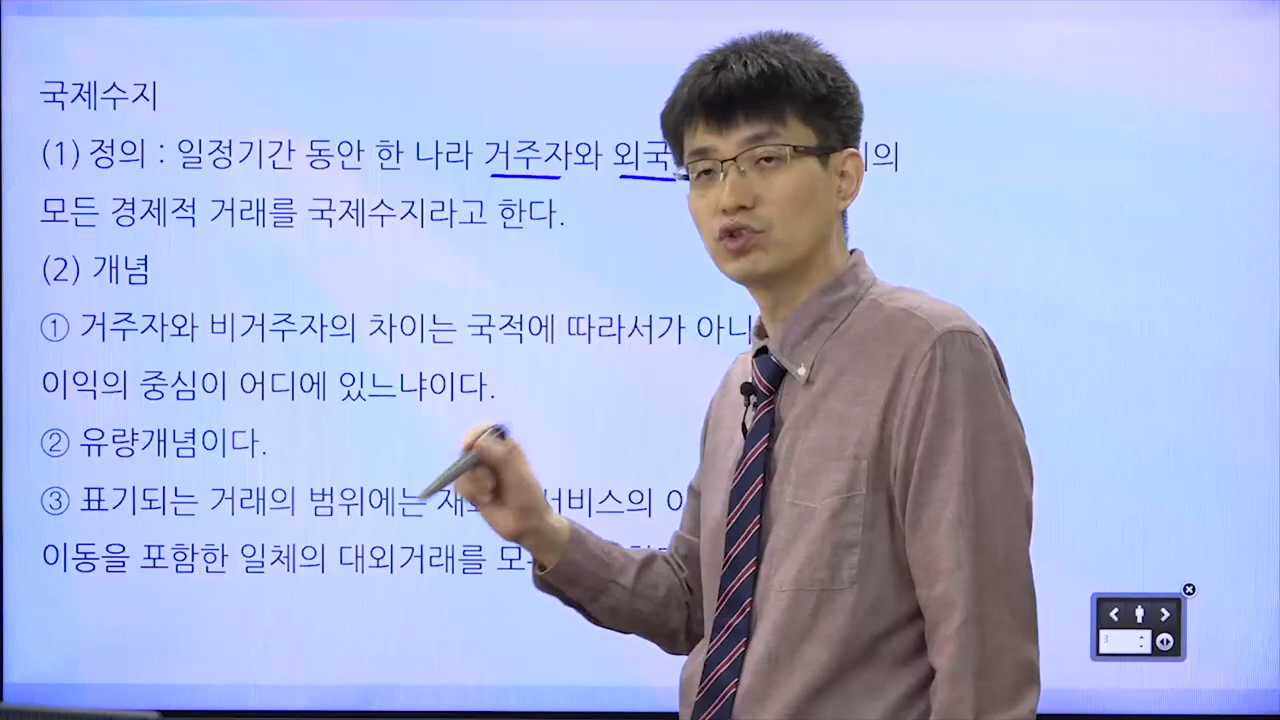 국제수지
(1) 정의 : 일정기간 동안 한 나라 거주자와 외국
모든 경제적 거래를 국제수지라고 한다.
(2) 개념
① 거주자와 비거주자의 차이는 국적에 따라서가 아니
이익의 중심이 어디에 있느냐이다.
② 유량개념이다.
③ 표기되는 거래의 범위에는 서비스의
이동을 포함한 일체의 대외거래를
3